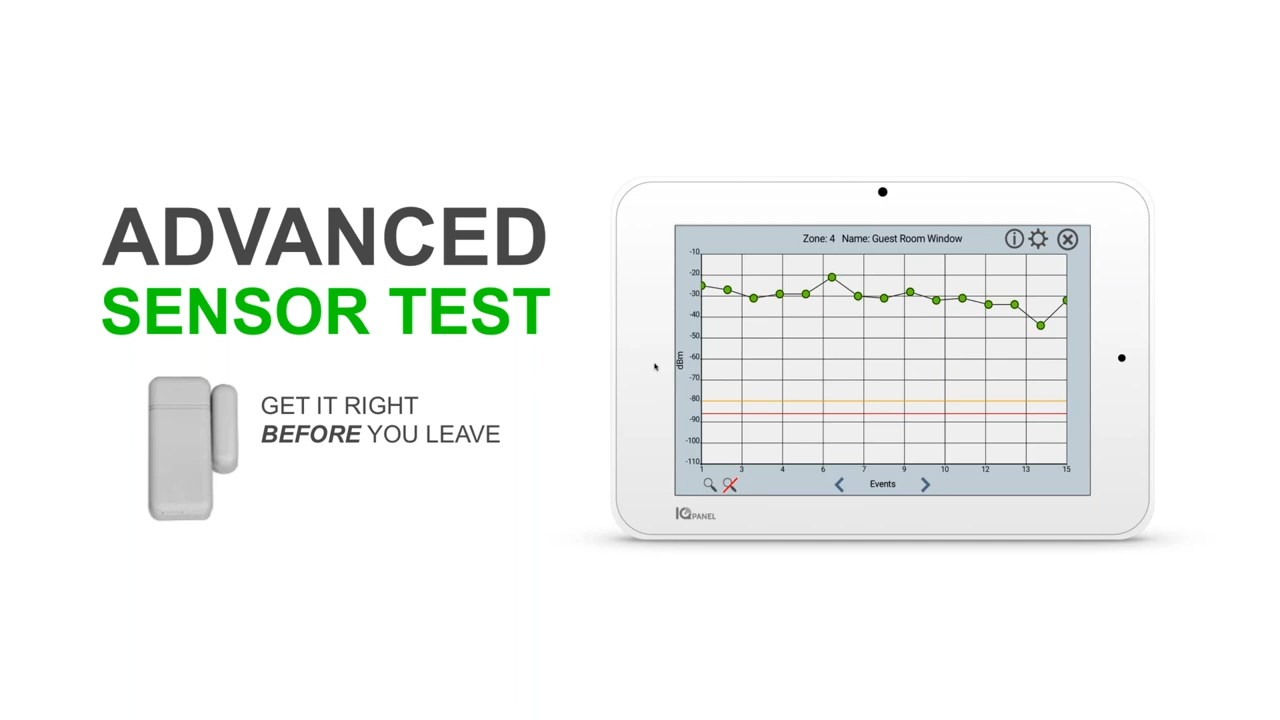 ADVANCED
SENSOR TEST
GET IT RIGHT
BEFORE YOU LEAVE
Zone: 4 Name: Guest Room Window
i
dBm
-10
-20
-30
-40
-50
-60
-70
-80
-90
-100
-110
1 3 4 6 7 9 10 12 13 15
Events
IQ PANEL